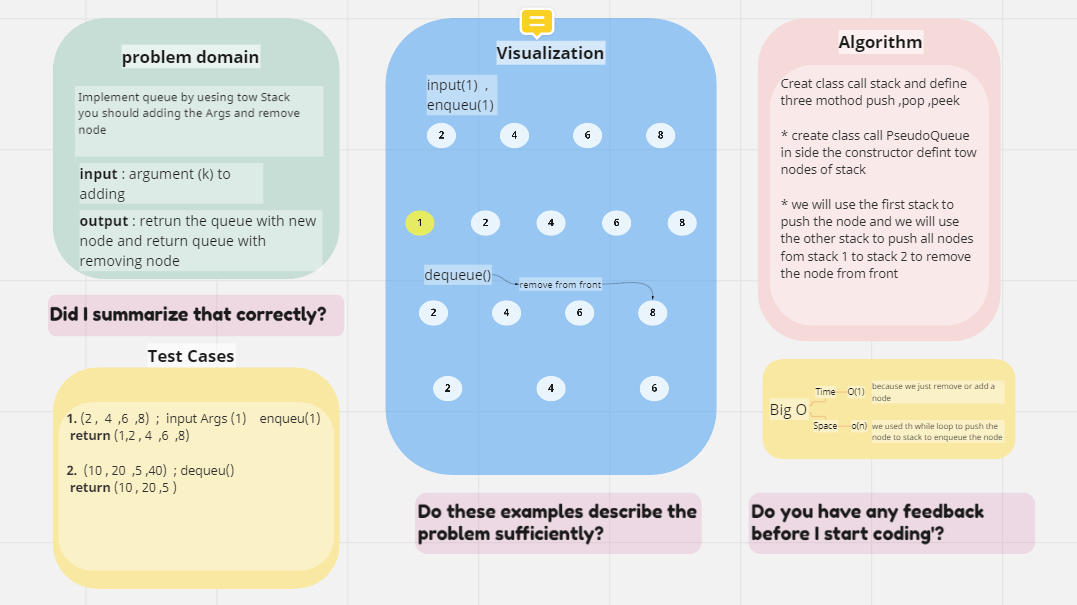 problem domain
Implement queue by uesing tow Stack
you should adding the Args and remove
node
input : argument (k) to
adding
output : retrun the queue with new
node and return queue with
removing node
Did I summarize that correctly?
Test Cases
1. (2 , 4 ,6 ,8) ; input Args (1) enqueu(1)
return (1,2 , 4 ,6 ,8)
2. (10 , 20 ,5 ,40) ; dequeu()
return (10 , 20 ,5 )
Visualization
input(1) ,
enqueu(1)
2 4 6 8
1 2 4 6 8
dequeue()
remove from front
2 4 6 8
2 4 6
Do these examples describe the
problem sufficiently?
Algorithm
Creat class call stack and define
three mothod push ,pop ,peek
* create class call PseudoQueue
in side the constructor defint tow
nodes of stack
* we will use the first stack to
push the node and we will use
the other stack to push all nodes
fom stack 1 to stack 2 to remove
the node from front
Big O
Time O(1)
because we just remove or add a
node
Space o(n)
we used th while loop to push the
node to stack to enqueue the node
Do you have any feedback
before I start coding'?